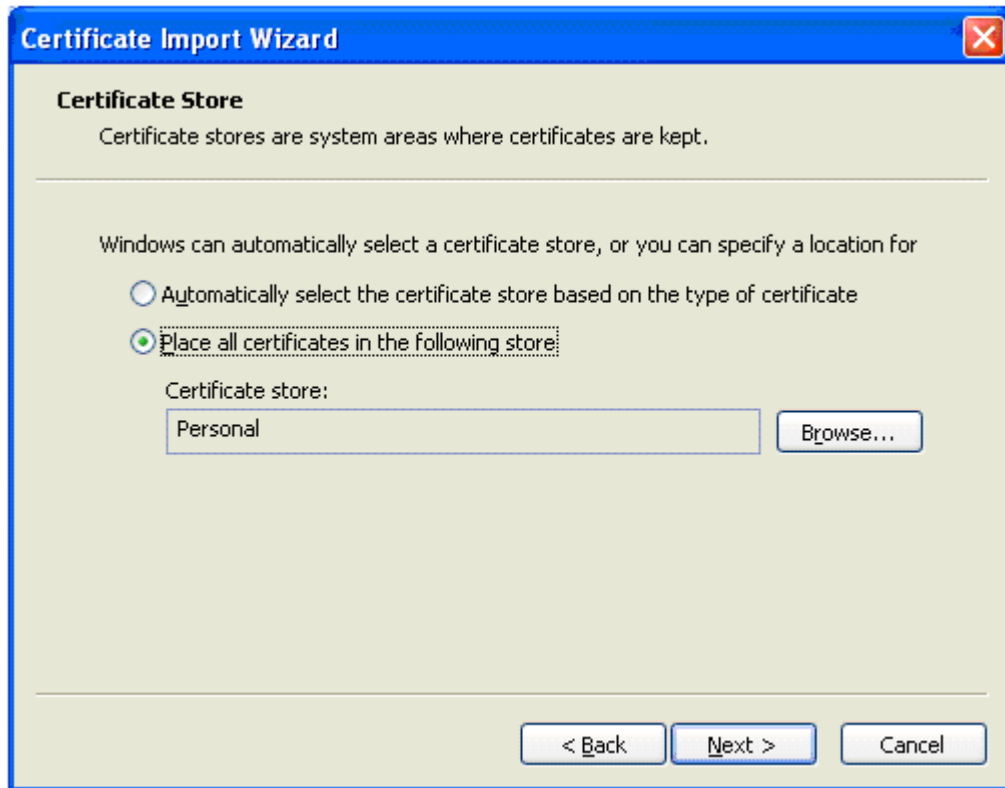 Certificate Import Wizard
Certificate Store
Certificate stores are system areas where certificates are kept.
Windows can automatically select a certificate store, or you can specify a location for
Automatically select the certificate store based on the type of certificate
Place all certificates in the following store
Certificate store:
Personal
Browse...
< Back
Next >
Cancel